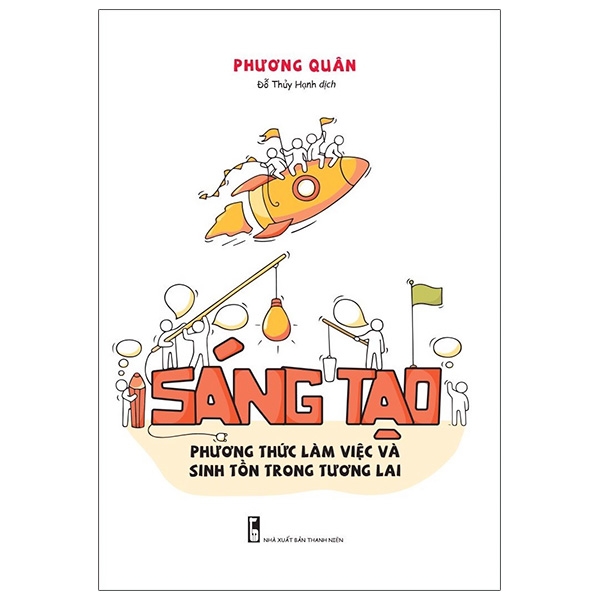 PHƯƠNG QUÂN
Đỗ Thủy Hạnh dịch
SÁNG TẠO
PHƯƠNG THỨC LÀM VIỆC VÀ
SINH TỒN TRONG TƯƠNG LAI
NHÀ XUẤT BẢN THANH NIÊN